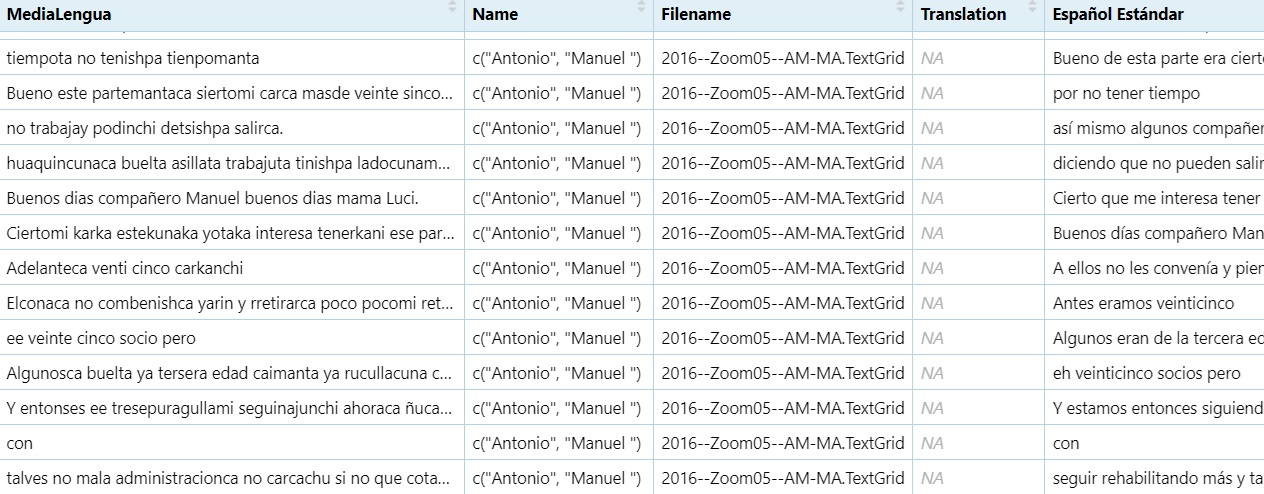 MediaLengua Name Filename Translation Español Estándar
tiempota no tenishpa tienpomanta c("Antonio", "Manuel ") 2016--Zoom05--AM-MA.TextGrid NA Bueno de esta parte era cierto
Bueno este partemantaca siertomi carca masde veinte sinco... c("Antonio", "Manuel ") 2016--Zoom05--AM-MA.TextGrid NA por no tener tiempo
no trabajay podinchi detsishpa salirca. c("Antonio", "Manuel ") 2016--Zoom05--AM-MA.TextGrid NA así mismo algunos compañer
huaquincunaca buelta asillata trabajuta tinishpa ladocunam... c("Antonio", "Manuel ") 2016--Zoom05--AM-MA.TextGrid NA diciendo que no pueden salir
Buenos dias compañero Manuel buenos dias mama Luci. c("Antonio", "Manuel ") 2016--Zoom05--AM-MA.TextGrid NA Cierto que me interesa tener
Ciertomi karka estekunaka yotaka interesa tenerkani ese par... c("Antonio", "Manuel ") 2016--Zoom05--AM-MA.TextGrid NA Buenos días compañero Man
Adelanteca venti cinco carkanchi c("Antonio", "Manuel ") 2016--Zoom05--AM-MA.TextGrid NA A ellos no les convenía y pien
Elconaca no combenishca yarin y rretirarca poco pocomi ret... c("Antonio", "Manuel ") 2016--Zoom05--AM-MA.TextGrid NA Antes eramos veinticinco
ee veinte cinco socio pero c("Antonio", "Manuel ") 2016--Zoom05--AM-MA.TextGrid NA Algunos eran de la tercera ed
Algunosca buelta ya tersera edad caimanta ya rucullacuna c... c("Antonio", "Manuel ") 2016--Zoom05--AM-MA.TextGrid NA eh veinticinco socios pero
Y entonses ee tresepuragullami seguinajunchi ahoraca ñuca... c("Antonio", "Manuel ") 2016--Zoom05--AM-MA.TextGrid NA Y estamos entonces siguiend
con c("Antonio", "Manuel ") 2016--Zoom05--AM-MA.TextGrid NA con
talves no mala administracionca no carcachu si no que cota... c("Antonio", "Manuel ") 2016--Zoom05--AM-MA.TextGrid NA seguir rehabilitando más y ta